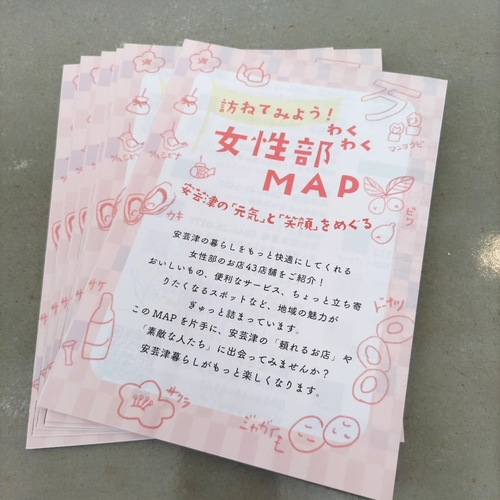 訪ねてみよう!
わく
わく
女性部
MAP
安芸津の「元気」と「笑顔」をめぐる
安芸津の暮らしをもっと快適にしてくれる
女性部のお店43店舗をご紹介!
おいしいもの、便利なサービス、ちょっと立ち寄
りたくなるスポットなど、地域の魅力が
ぎゅっと詰まっています。
このMAPを片手に、安芸津の「頼れるお店」や
「素敵な人たち」に出会ってみませんか?
安芸津暮らしがもっと楽しくなります。
カキ
ビワ
ドーナツ
サケ
サクラ
ジャガイモ